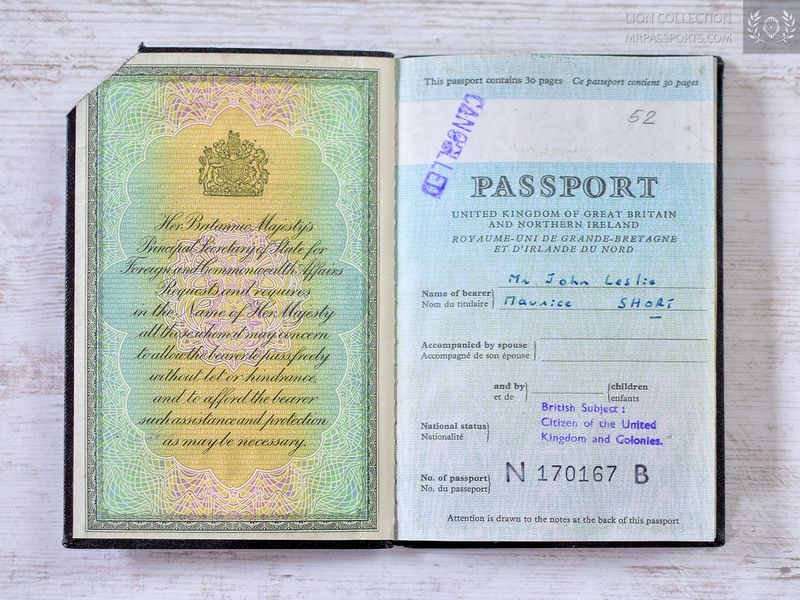 LION COLLECTION
MRPASSPORTS.COM
Her Britannic Majesty's
Principal Secretary of State for
Foreign and Commonwealth Affairs
Requests and requires
in the Name of Her Majesty
all those whom it may concern
to allow the bearer to pass freely
without let or hindrance,
and to afford the bearer
such assistance and protection
as may be necessary.
This passport contains 30 pages Ce passeport contient 30 pages
52
CANCELLED
PASSPORT
UNITED KINGDOM OF GREAT BRITAIN
AND NORTHERN IRELAND
ROYAUME-UNI DE GRANDE-BRETAGNE
ET D'IRLANDE DU NORD
Mr John Leslie
Name of bearer
Nom du titulaire
Maurice SHORT
Accompanied by spouse
Accompagné de son épouse
and by children
et de enfants
National status
Nationalité
British Subject:
Citizen of the United
Kingdom and Colonies.
No. of passport
No. du passeport
N 170167 B
Attention is drawn to the notes at the back of this passport